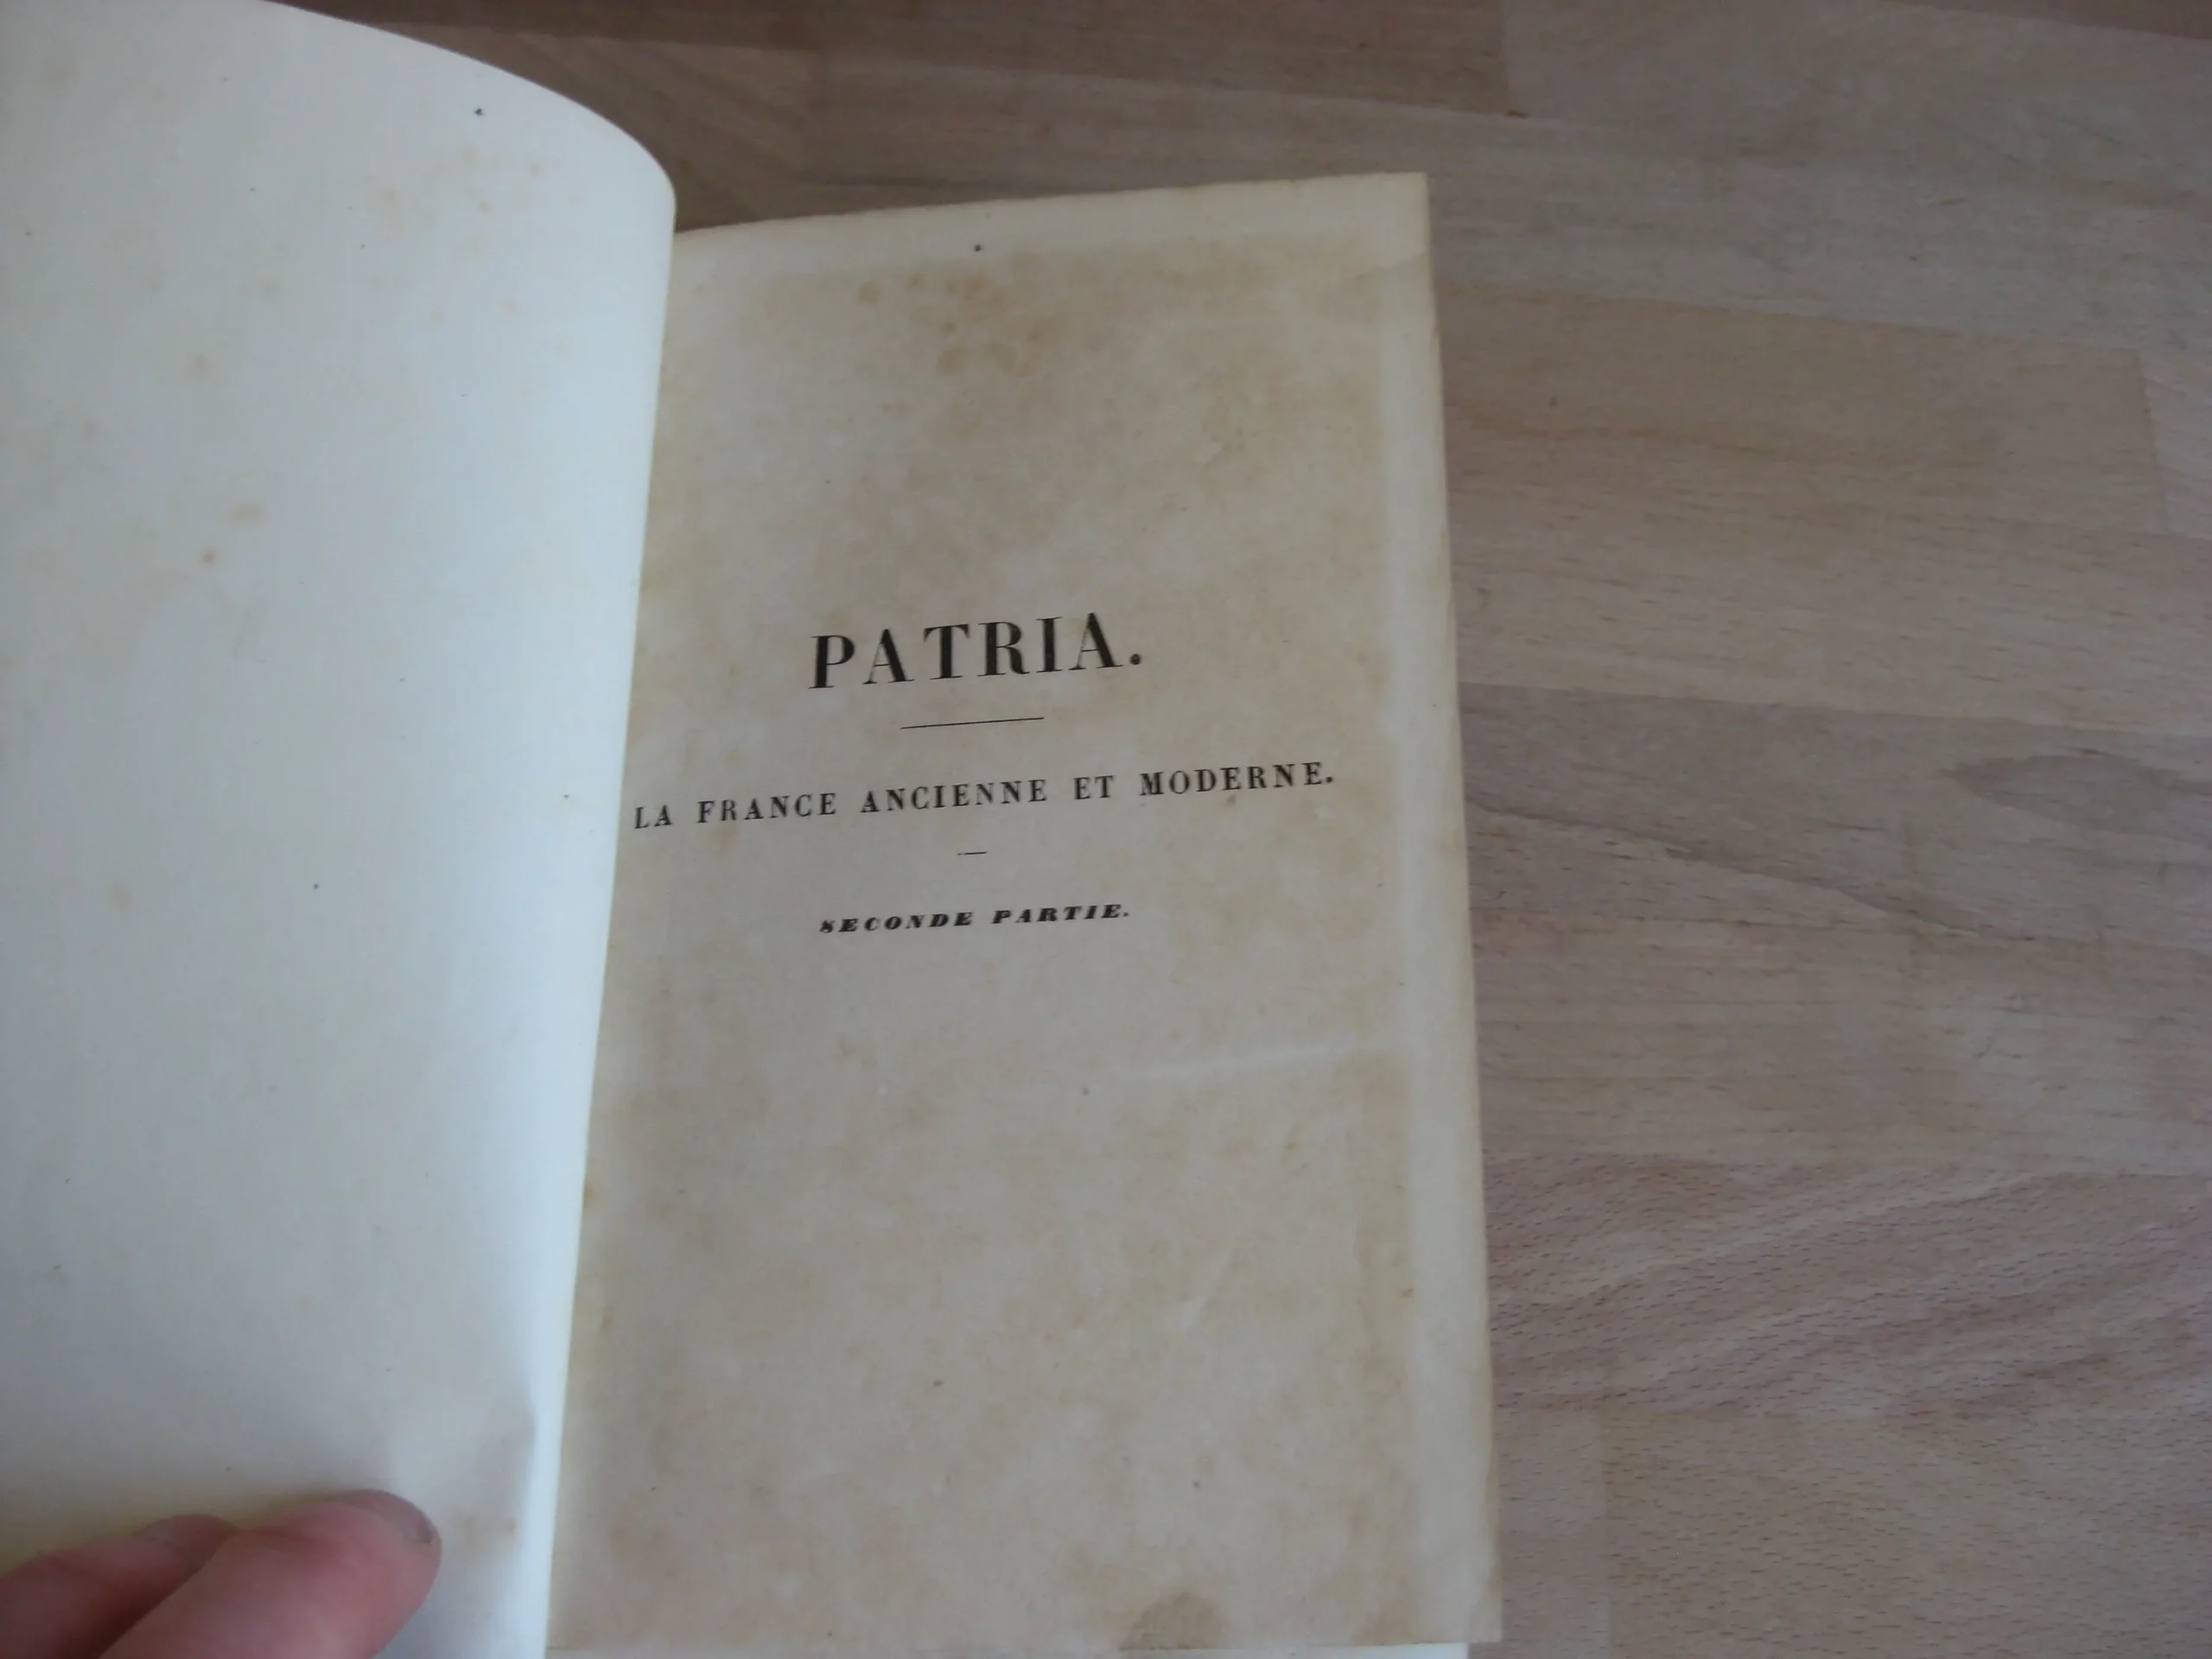 PATRIA.
LA FRANCE ANCIENNE ET MODERNE.
SECONDE PARTIE.